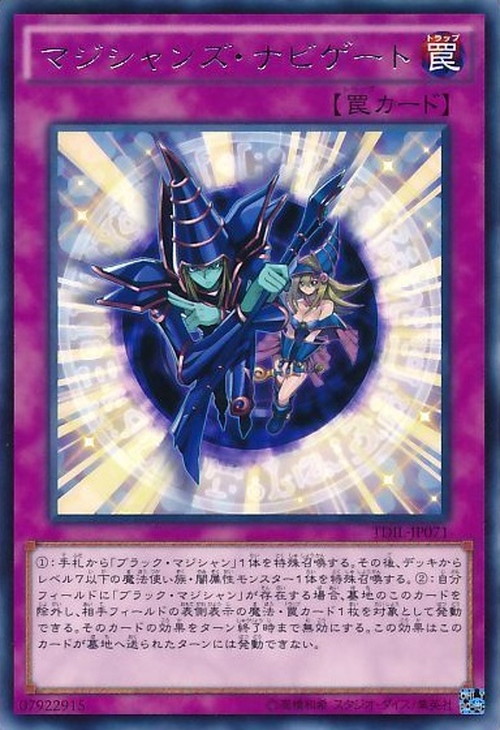 マジシャンズ・ナビゲート
トラップ
罠
【罠カード】
TDIL-JP071
①:手札から「ブラック・マジシャン」1体を特殊召喚する。その後、デッキから
レベル7以下の魔法使い族・闇属性モンスター1体を特殊召喚する。②:自分
フィールドに「ブラック・マジシャン」が存在する場合、墓地のこのカードを
除外し、相手フィールドの表側表示の魔法・罠カード1枚を対象として発動
できる。そのカードの効果をターン終了時まで無効にする。この効果はこの
カードが墓地へ送られたターンには発動できない。
07922915
©高橋和希 スタジオ・ダイス/集英社